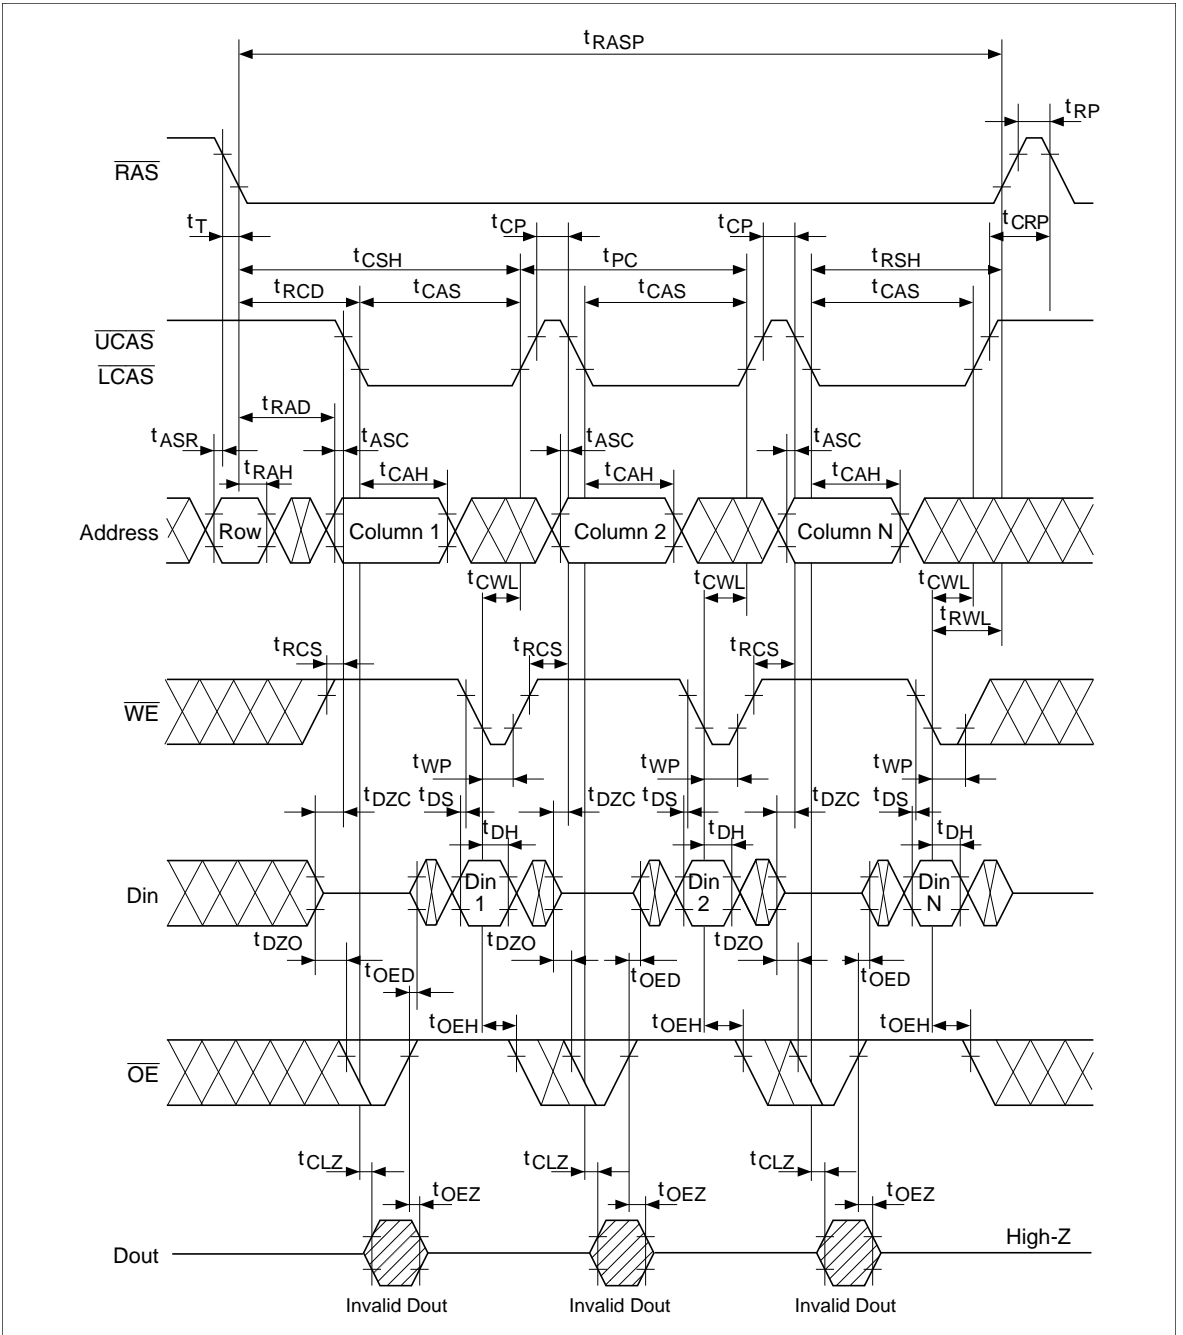 tRASP
tRP
RAS
tT
tCP
tCP
tCRP
tCSH
tPC
tRSH
tRCD
tCAS
tCAS
tCAS
UCAS
LCAS
tRAD
tASR
tASC
tASC
tASC
tRAH
tCAH
tCAH
tCAH
Address
Row
Column 1
Column 2
Column N
tCWL
tCWL
tCWL
tRWL
tRCS
tRCS
tRCS
WE
tWP
tWP
tWP
tDZC
tDS
tDZC
tDS
tDZC
tDS
tDH
tDH
tDH
Din
Din
1
Din
2
Din
N
tDZO
tDZO
tDZO
tOED
tOED
tOED
tOEH
tOEH
tOEH
OE
tCLZ
tCLZ
tCLZ
tOEZ
tOEZ
tOEZ
Dout
High-Z
Invalid Dout
Invalid Dout
Invalid Dout